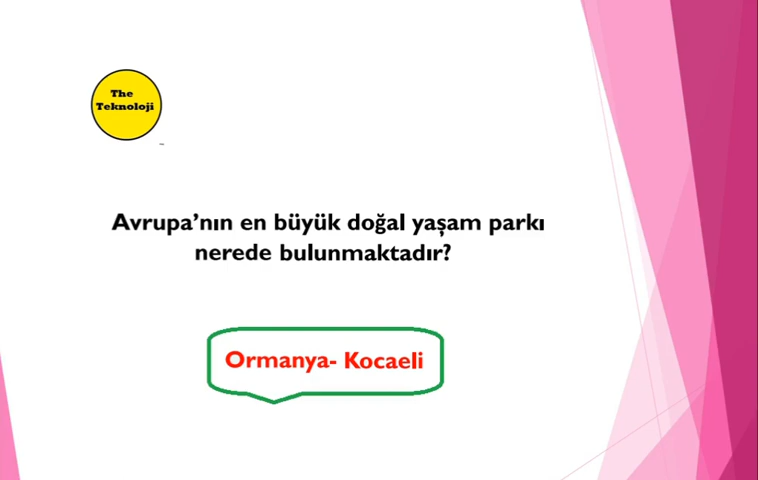 The
Teknoloji
Avrupa’nın en büyük doğal yaşam parkı
nerede bulunmaktadır?
Ormanya- Kocaeli